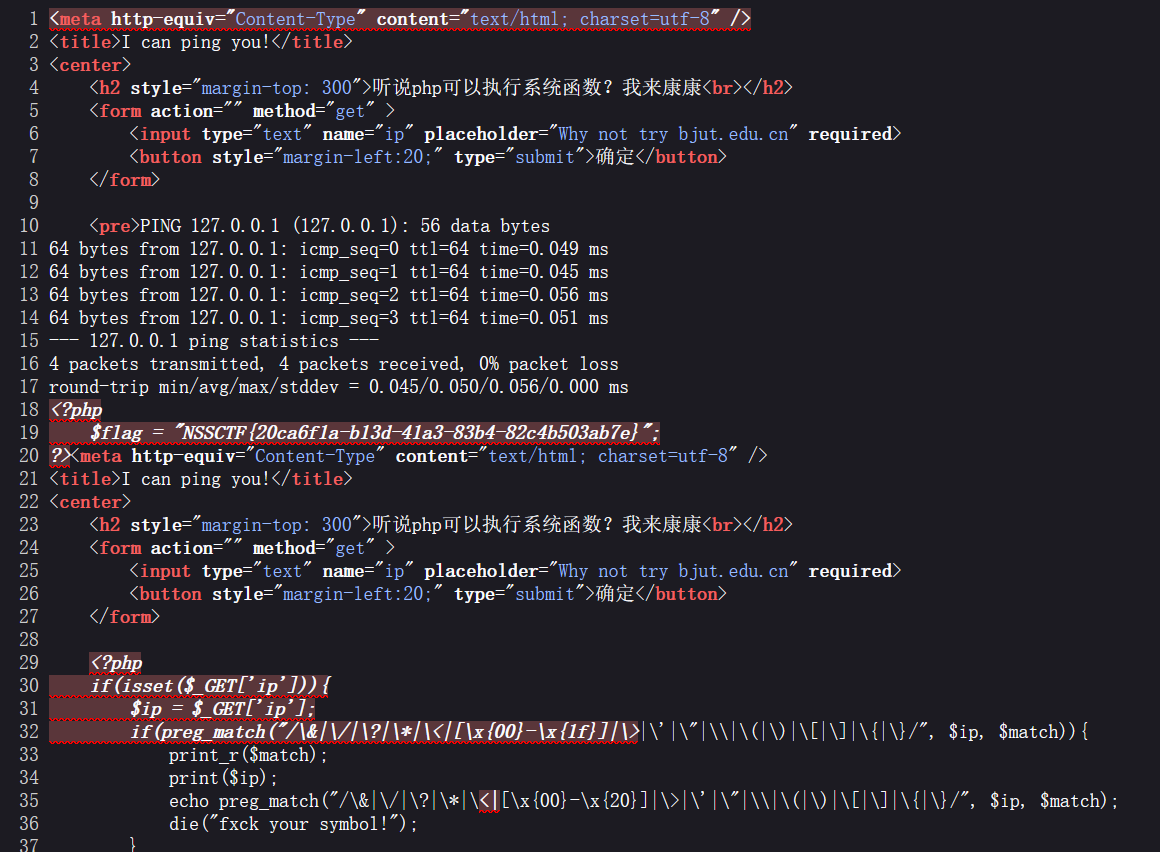 1 <meta http-equiv="Content-Type" content="text/html; charset=utf-8" />
2 <title>I can ping you!</title>
3 <center>
4     <h2 style="margin-top: 300">听说php可以执行系统函数？我来康康<br></h2>
5     <form action="" method="get" >
6         <input type="text" name="ip" placeholder="Why not try bjut.edu.cn" required>
7         <button style="margin-left:20;" type="submit">确定</button>
8     </form>
9
10     <pre>PING 127.0.0.1 (127.0.0.1): 56 data bytes
11 64 bytes from 127.0.0.1: icmp_seq=0 ttl=64 time=0.049 ms
12 64 bytes from 127.0.0.1: icmp_seq=1 ttl=64 time=0.045 ms
13 64 bytes from 127.0.0.1: icmp_seq=2 ttl=64 time=0.056 ms
14 64 bytes from 127.0.0.1: icmp_seq=3 ttl=64 time=0.051 ms
15 --- 127.0.0.1 ping statistics ---
16 4 packets transmitted, 4 packets received, 0% packet loss
17 round-trip min/avg/max/stddev = 0.045/0.050/0.056/0.000 ms
18 <?php
19     $flag = "NSSCTF{20ca6f1a-b13d-41a3-83b4-82c4b503ab7e}";
20 ?><meta http-equiv="Content-Type" content="text/html; charset=utf-8" />
21 <title>I can ping you!</title>
22 <center>
23     <h2 style="margin-top: 300">听说php可以执行系统函数？我来康康<br></h2>
24     <form action="" method="get" >
25         <input type="text" name="ip" placeholder="Why not try bjut.edu.cn" required>
26         <button style="margin-left:20;" type="submit">确定</button>
27     </form>
28
29     <?php
30     if(isset($_GET['ip'])){
31         $ip = $_GET['ip'];
32         if(preg_match("/\&|\/|\?|\*|\<|[\x{00}-\x{1f}]|\>|\'|\"|\\|\(|\)|\[|\]|\{|\}/", $ip, $match)){
33             print_r($match);
34             print($ip);
35             echo preg_match("/\&|\/|\?|\*|\<|[\x{00}-\x{20}]|\>|\'|\"|\\|\(|\)|\[|\]|\{|\}/", $ip, $match);
36             die("fxck your symbol!");
37         }